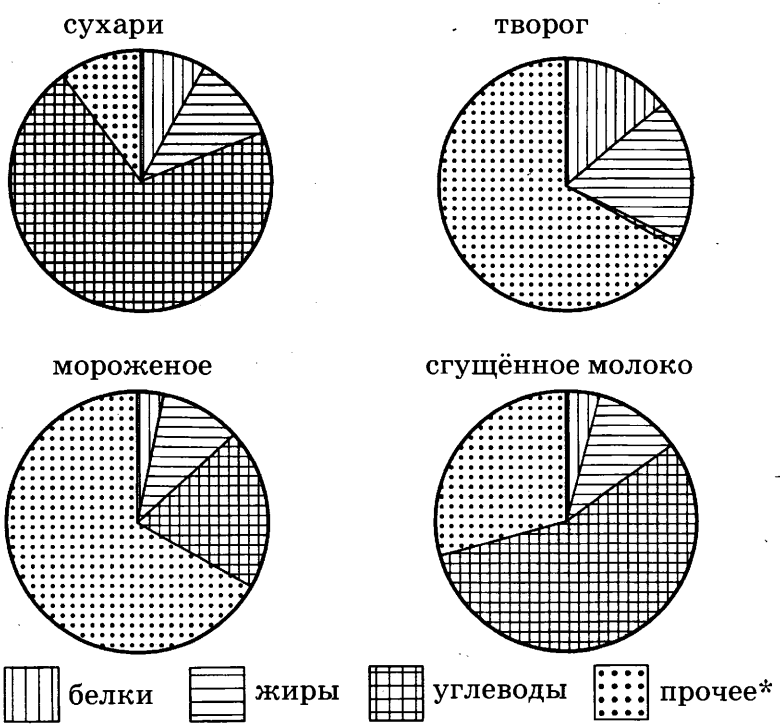 сухари
творог
мороженое
сгущённое молоко
белки жиры углеводы прочее*